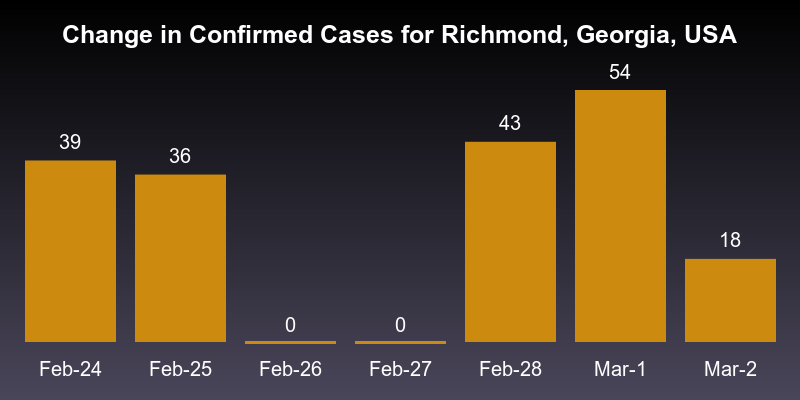 Change in Confirmed Cases for Richmond, Georgia, USA
54
43
39
36
18
0
0
Feb-24
Feb-25
Feb-26
Feb-27
Feb-28
Mar-1
Mar-2